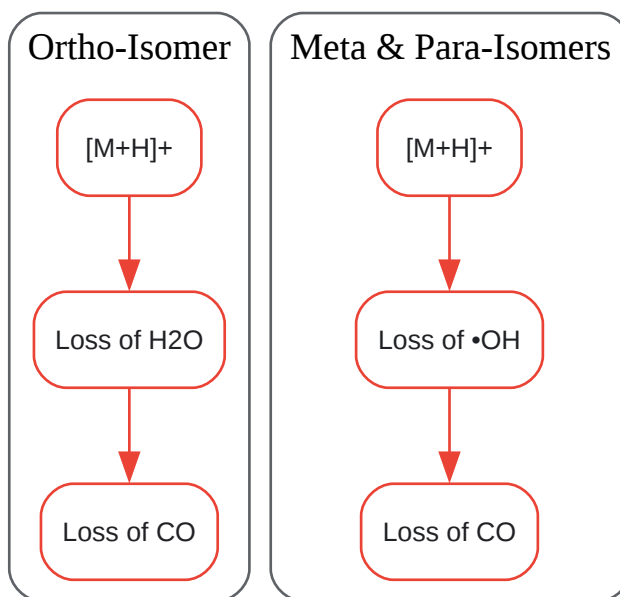 Ortho-Isomer
[M+H]+
Loss of H2O
Loss of CO
Meta & Para-Isomers
[M+H]+
Loss of •OH
Loss of CO